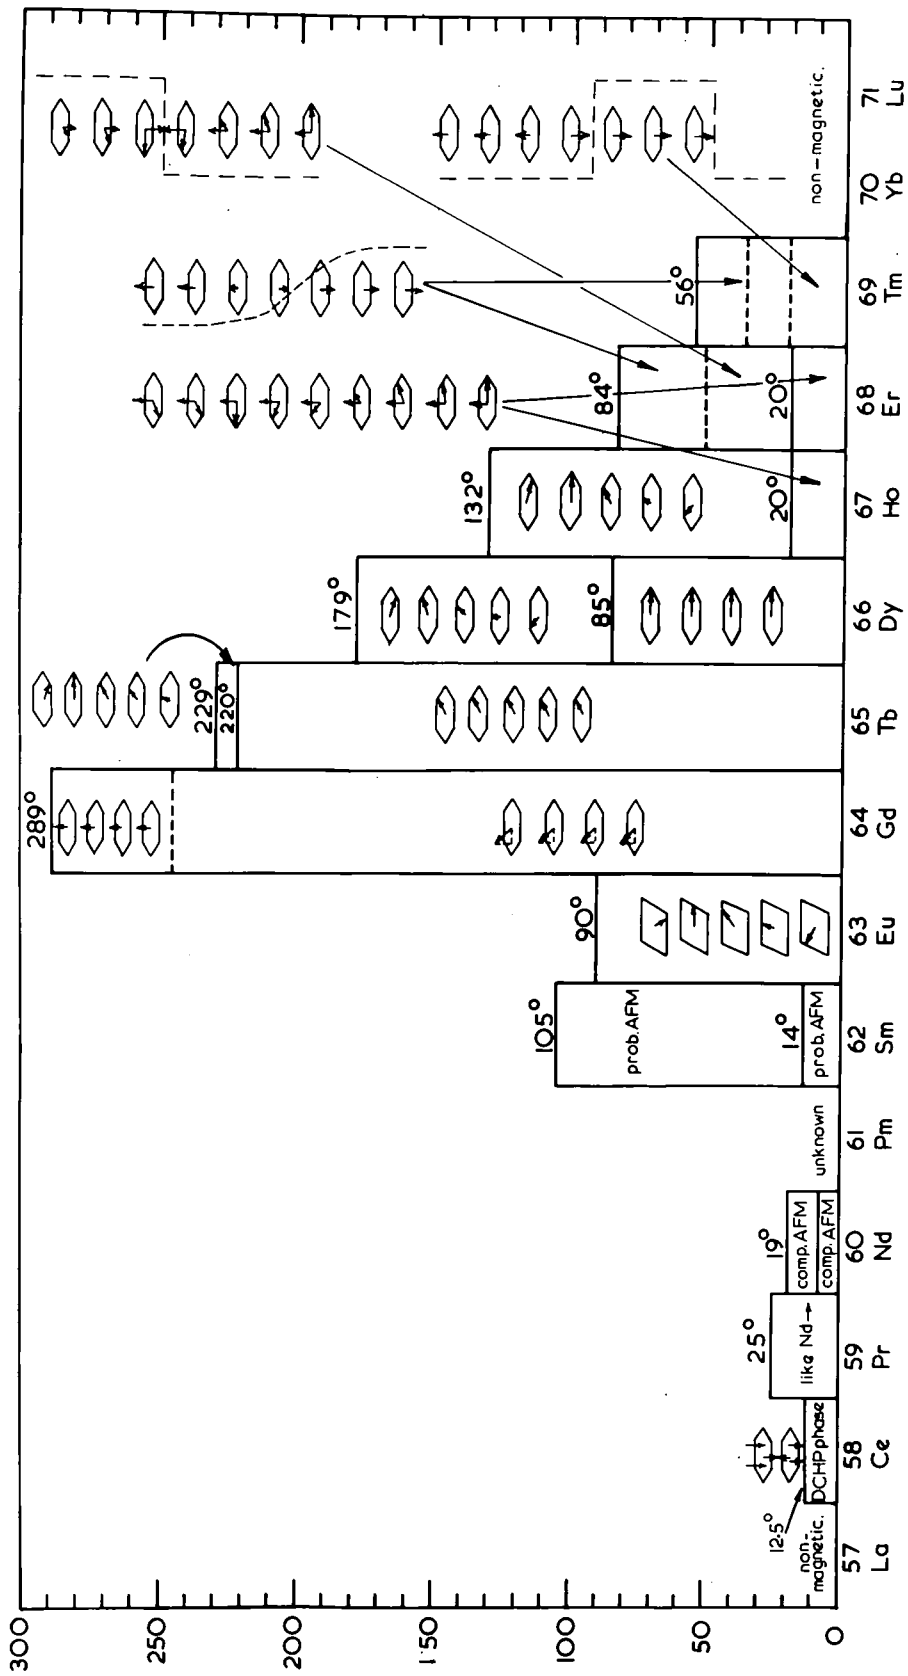 300
250
200
150
100
50
0
non-
magnetic.
12·5°
DCHP phase
25°
like Nd→
19°
comp. AFM
comp. AFM
unknown
105°
prob. AFM
14°
prob. AFM
90°
289°
229°
220°
179°
85°
132°
20°
84°
20°
56°
non-magnetic.
57
La
58
Ce
59
Pr
60
Nd
61
Pm
62
Sm
63
Eu
64
Gd
65
Tb
66
Dy
67
Ho
68
Er
69
Tm
70
Yb
71
Lu